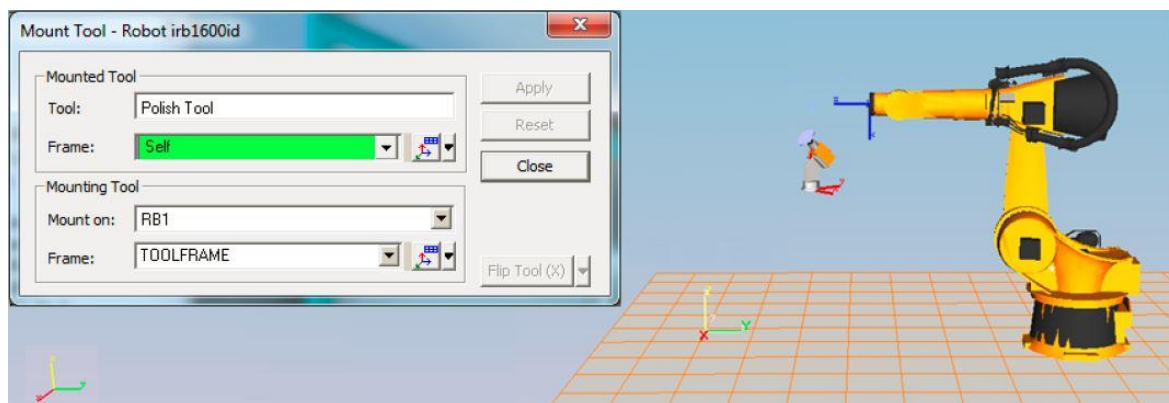 Mount Tool - Robot irb1600id
Mounted Tool
Tool: Polish Tool
Frame: Self
Mounting Tool
Mount on: RB1
Frame: TOOLFRAME
Apply
Reset
Close
Flip Tool (X)
X
Y